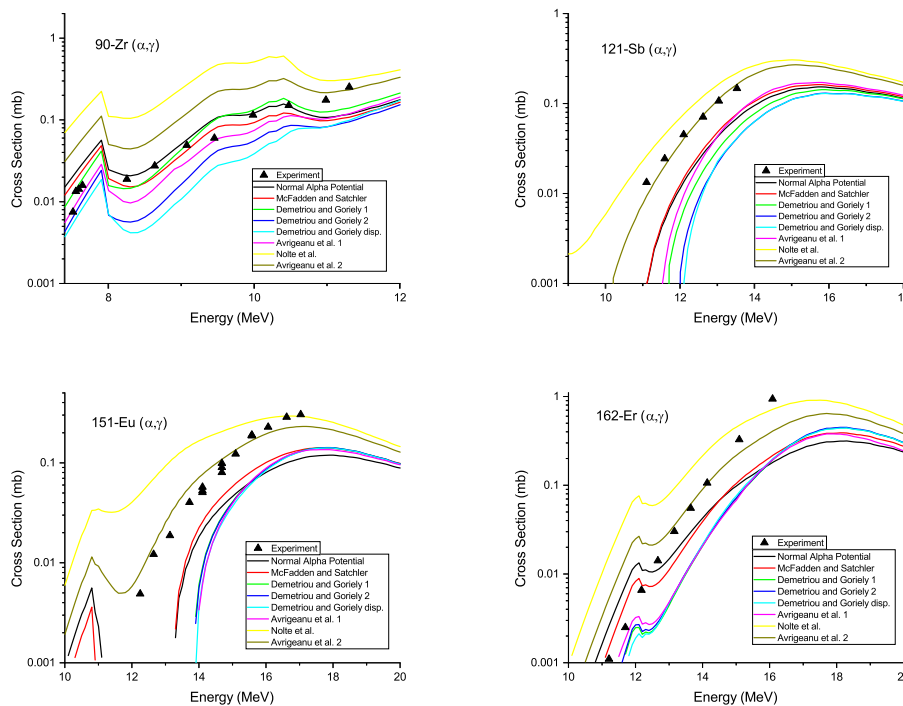 90-Zr (α,γ)
Cross Section (mb)
1
0.1
0.01
0.001
8
10
12
Energy (MeV)
Experiment
Normal Alpha Potential
McFadden and Satchler
Demetriou and Goriely 1
Demetriou and Goriely 2
Demetriou and Goriely disp.
Avrigeanu et al. 1
Nolte et al.
Avrigeanu et al. 2
121-Sb (α,γ)
Cross Section (mb)
1
0.1
0.01
0.001
10
12
14
16
18
Energy (MeV)
Experiment
Normal Alpha Potential
McFadden and Satchler
Demetriou and Goriely 1
Demetriou and Goriely 2
Demetriou and Goriely disp.
Avrigeanu et al. 1
Nolte et al.
Avrigeanu et al. 2
151-Eu (α,γ)
Cross Section (mb)
0.1
0.01
0.001
10
12
14
16
18
20
Energy (MeV)
Experiment
Normal Alpha Potential
McFadden and Satchler
Demetriou and Goriely 1
Demetriou and Goriely 2
Demetriou and Goriely disp.
Avrigeanu et al. 1
Nolte et al.
Avrigeanu et al. 2
162-Er (α,γ)
Cross Section (mb)
1
0.1
0.01
0.001
10
12
14
16
18
20
Energy (MeV)
Experiment
Normal Alpha Potential
McFadden and Satchler
Demetriou and Goriely 1
Demetriou and Goriely 2
Demetriou and Goriely disp.
Avrigeanu et al. 1
Nolte et al.
Avrigeanu et al. 2